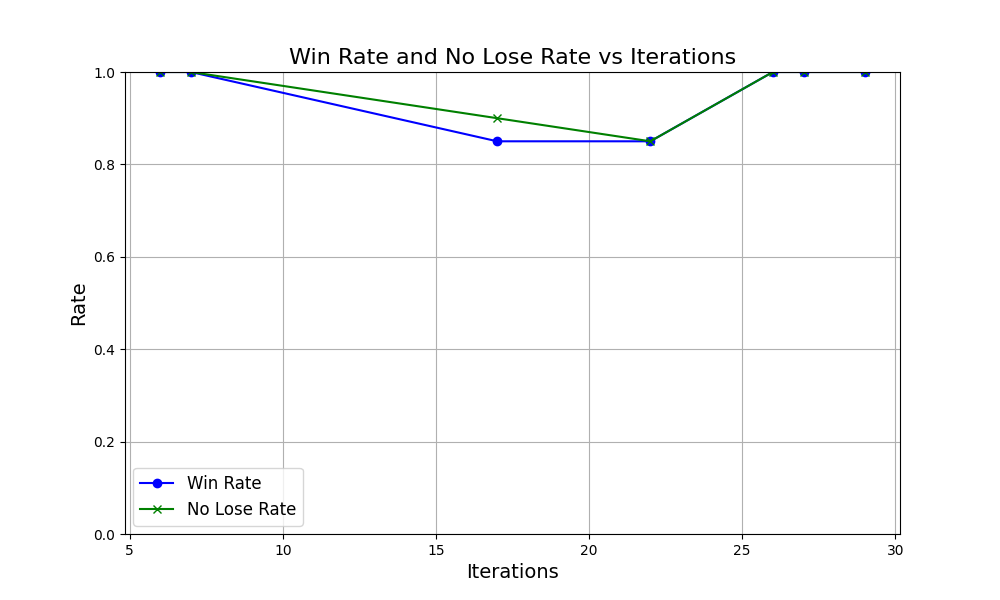 Win Rate and No Lose Rate vs Iterations
1.0
0.8
0.6
0.4
0.2
0.0
Rate
Win Rate
No Lose Rate
5 10 15 20 25 30
Iterations